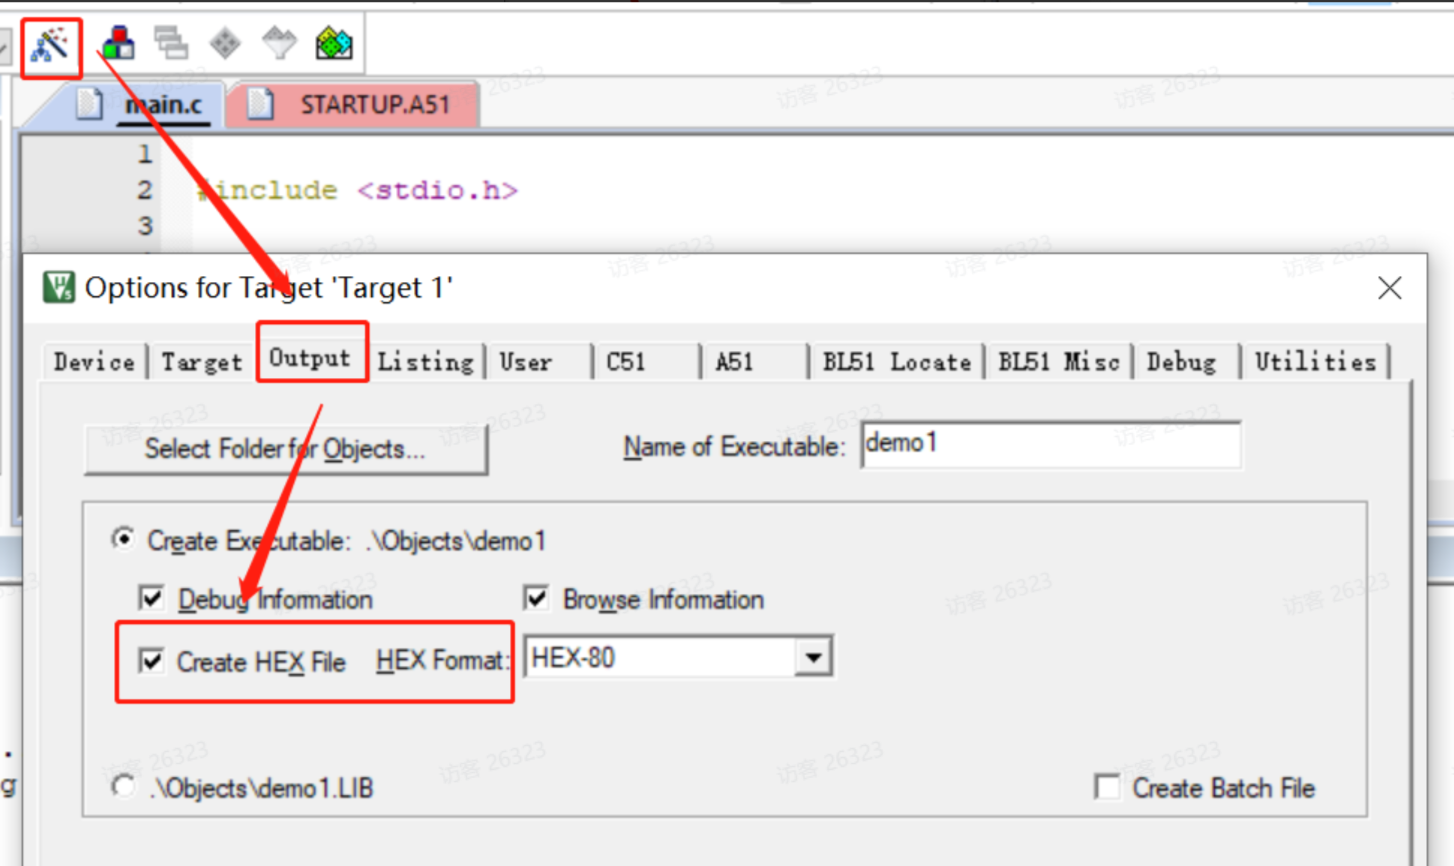 main.c STARTUP.A51
1
2 #include <stdio.h>
3
Options for Target 'Target 1'
Device Target Output Listing User C51 A51 BL51 Locate BL51 Misc Debug Utilities
Select Folder for Objects... Name of Executable: demo1
Create Executable: .\Objects\demo1
Debug Information Browse Information
Create HEX File HEX Format: HEX-80
.\Objects\demo1.LIB Create Batch File
.
g
访客 26323